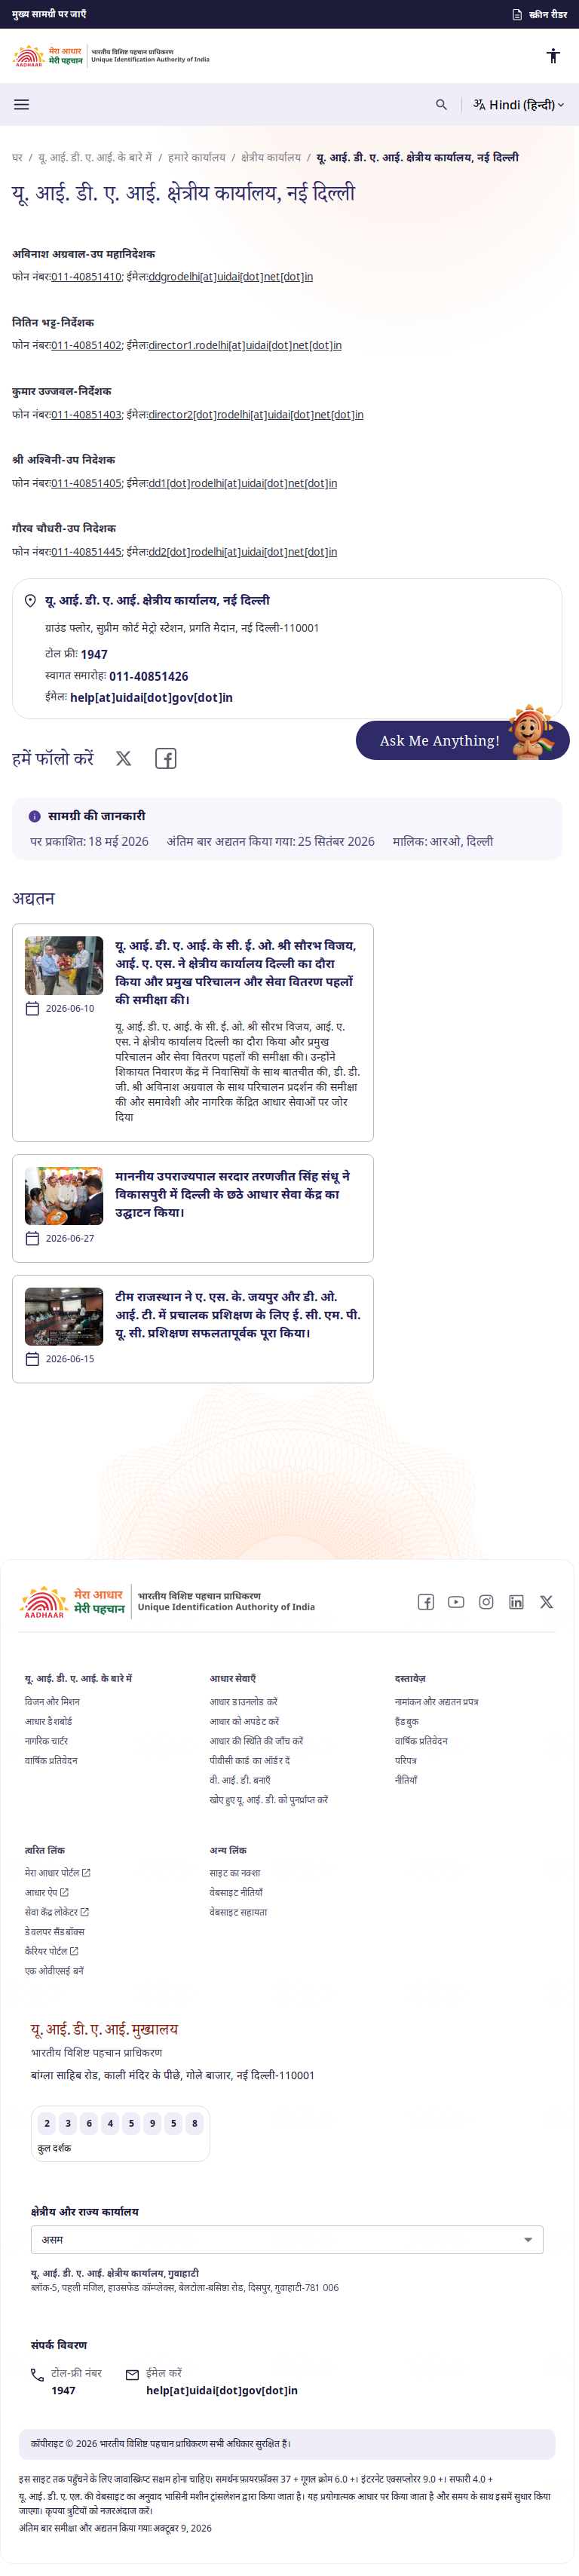 मुख्य सामग्री पर जाएँ
स्क्रीन रीडर
मेरा आधार
मेरी पहचान
भारतीय विशिष्ट पहचान प्राधिकरण
Unique Identification Authority of India
AADHAAR
Hindi (हिन्दी)
घर / यू. आई. डी. ए. आई. के बारे में / हमारे कार्यालय / क्षेत्रीय कार्यालय / यू. आई. डी. ए. आई. क्षेत्रीय कार्यालय, नई दिल्ली
यू. आई. डी. ए. आई. क्षेत्रीय कार्यालय, नई दिल्ली
अविनाश अग्रवाल-उप महानिदेशक
फोन नंबरः011-40851410; ईमेलःddgrodelhi[at]uidai[dot]net[dot]in
नितिन भट्ट-निर्देशक
फोन नंबरः011-40851402; ईमेलःdirector1.rodelhi[at]uidai[dot]net[dot]in
कुमार उज्जवल-निर्देशक
फोन नंबरः011-40851403; ईमेलःdirector2[dot]rodelhi[at]uidai[dot]net[dot]in
श्री अश्विनी-उप निदेशक
फोन नंबरः011-40851405; ईमेलःdd1[dot]rodelhi[at]uidai[dot]net[dot]in
गौरव चौधरी-उप निदेशक
फोन नंबरः011-40851445; ईमेलःdd2[dot]rodelhi[at]uidai[dot]net[dot]in
यू. आई. डी. ए. आई. क्षेत्रीय कार्यालय, नई दिल्ली
ग्राउंड फ्लोर, सुप्रीम कोर्ट मेट्रो स्टेशन, प्रगति मैदान, नई दिल्ली-110001
टोल फ्रीः 1947
स्वागत समारोहः 011-40851426
ईमेलः help[at]uidai[dot]gov[dot]in
Ask Me Anything!
हमें फॉलो करें
सामग्री की जानकारी
पर प्रकाशित: 18 मई 2026 अंतिम बार अद्यतन किया गया: 25 सितंबर 2026 मालिक: आरओ, दिल्ली
अद्यतन
यू. आई. डी. ए. आई. के सी. ई. ओ. श्री सौरभ विजय,
आई. ए. एस. ने क्षेत्रीय कार्यालय दिल्ली का दौरा
किया और प्रमुख परिचालन और सेवा वितरण पहलों
की समीक्षा की।
2026-06-10
यू. आई. डी. ए. आई. के सी. ई. ओ. श्री सौरभ विजय, आई. ए.
एस. ने क्षेत्रीय कार्यालय दिल्ली का दौरा किया और प्रमुख
परिचालन और सेवा वितरण पहलों की समीक्षा की। उन्होंने
शिकायत निवारण केंद्र में निवासियों के साथ बातचीत की, डी. डी.
जी. श्री अविनाश अग्रवाल के साथ परिचालन प्रदर्शन की समीक्षा
की और समावेशी और नागरिक केंद्रित आधार सेवाओं पर जोर
दिया
माननीय उपराज्यपाल सरदार तरणजीत सिंह संधू ने
विकासपुरी में दिल्ली के छठे आधार सेवा केंद्र का
उद्घाटन किया।
2026-06-27
टीम राजस्थान ने ए. एस. के. जयपुर और डी. ओ.
आई. टी. में प्रचालक प्रशिक्षण के लिए ई. सी. एम. पी.
यू. सी. प्रशिक्षण सफलतापूर्वक पूरा किया।
2026-06-15
मेरा आधार
मेरी पहचान
AADHAAR
भारतीय विशिष्ट पहचान प्राधिकरण
Unique Identification Authority of India
यू. आई. डी. ए. आई. के बारे में
विजन और मिशन
आधार डैशबोर्ड
नागरिक चार्टर
वार्षिक प्रतिवेदन
आधार सेवाएँ
आधार डाउनलोड करें
आधार को अपडेट करें
आधार की स्थिति की जाँच करें
पीवीसी कार्ड का ऑर्डर दें
वी. आई. डी. बनाएँ
खोए हुए यू. आई. डी. को पुनर्प्राप्त करें
दस्तावेज़
नामांकन और अद्यतन प्रपत्र
हैंडबुक
वार्षिक प्रतिवेदन
परिपत्र
नीतियाँ
त्वरित लिंक
मेरा आधार पोर्टल
आधार ऐप
सेवा केंद्र लोकेटर
डेवलपर सैंडबॉक्स
कैरियर पोर्टल
एक ओवीएसई बनें
अन्य लिंक
साइट का नक्शा
वेबसाइट नीतियाँ
वेबसाइट सहायता
यू. आई. डी. ए. आई. मुख्यालय
भारतीय विशिष्ट पहचान प्राधिकरण
बांग्ला साहिब रोड, काली मंदिर के पीछे, गोले बाजार, नई दिल्ली-110001
2 3 6 4 5 9 5 8
कुल दर्शक
क्षेत्रीय और राज्य कार्यालय
असम
यू. आई. डी. ए. आई. क्षेत्रीय कार्यालय, गुवाहाटी
ब्लॉक-5, पहली मंजिल, हाउसफेड कॉम्प्लेक्स, बेलटोला-बसिष्ठा रोड, दिसपुर, गुवाहाटी-781 006
संपर्क विवरण
टोल-फ्री नंबर
1947
ईमेल करें
help[at]uidai[dot]gov[dot]in
कॉपीराइट © 2026 भारतीय विशिष्ट पहचान प्राधिकरण सभी अधिकार सुरक्षित हैं।
इस साइट तक पहुँचने के लिए जावास्क्रिप्ट सक्षम होना चाहिए। समर्थनः फ़ायरफ़ॉक्स 37 + गूगल क्रोम 6.0 +। इंटरनेट एक्सप्लोरर 9.0 +। सफारी 4.0 +
यू. आई. डी. ए. एल. की वेबसाइट का अनुवाद भासिनी मशीन ट्रांसलेशन द्वारा किया जाता है। यह प्रयोगात्मक आधार पर किया जाता है और समय के साथ इसमें सुधार किया
जाएगा। कृपया त्रुटियों को नजरअंदाज करें।
अंतिम बार समीक्षा और अद्यतन किया गयाः अक्टूबर 9, 2026